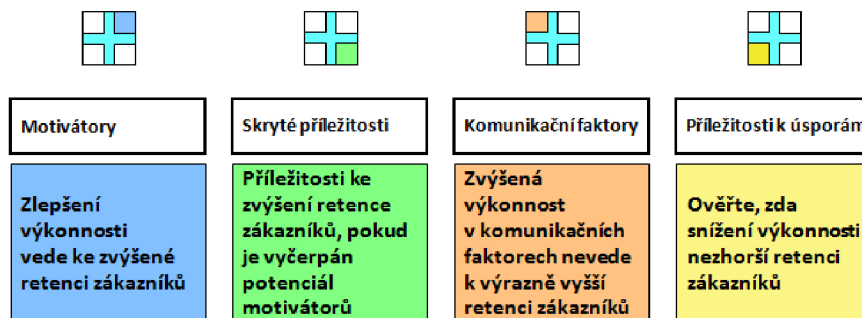 Motivátory
Skryté příležitosti
Komunikační faktory
Příležitosti k úsporám
Zlepšení
výkonnosti
vede ke zvýšené
retenci zákazníků
Příležitosti ke
zvýšení retence
zákazníků, pokud
je vyčerpán
potenciál
motivátorů
Zvýšená
výkonnost
v komunikačních
faktorech nevede
k výrazně vyšší
retenci zákazníků
Ověřte, zda
snížení výkonnosti
nezhorší retenci
zákazníků